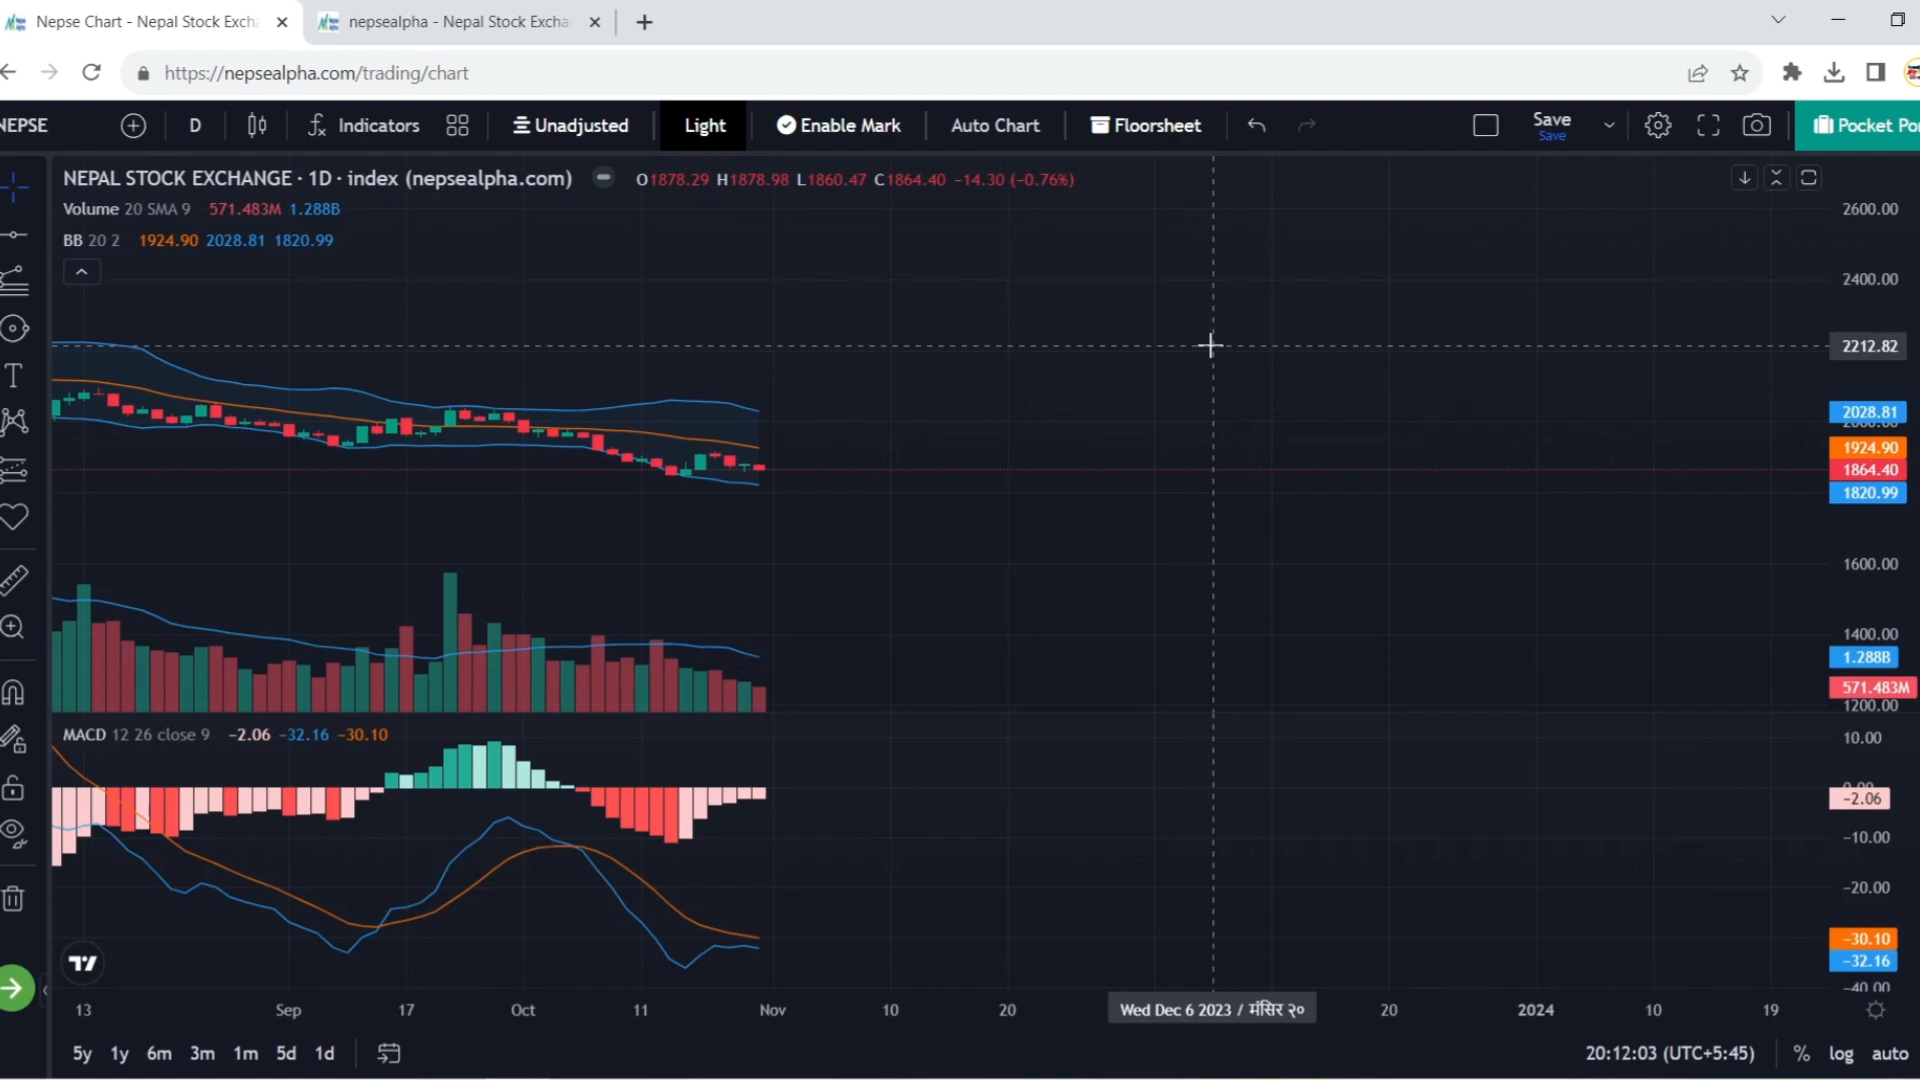 Nepse Chart - Nepal Stock Excha
nepsealpha - Nepal Stock Excha
https://nepsealpha.com/trading/chart
NEPSE
D
Indicators
Unadjusted
Light
Enable Mark
Auto Chart
Floorsheet
Save
Save
Pocket Por
NEPAL STOCK EXCHANGE · 1D · index (nepsealpha.com)
O1878.29 H1878.98 L1860.47 C1864.40 −14.30 (−0.76%)
Volume 20 SMA 9 571.483M 1.288B
BB 20 2 1924.90 2028.81 1820.99
2600.00
2400.00
2212.82
2028.81
2000.00
1924.90
1864.40
1820.99
1600.00
1400.00
1.288B
571.483M
1200.00
MACD 12 26 close 9 −2.06 −32.16 −30.10
10.00
0.00
−2.06
−10.00
−20.00
−30.10
−32.16
−40.00
13 Sep 17 Oct 11 Nov 10 20 Wed Dec 6 2023 / मंसिर २० 20 2024 10 19
5y 1y 6m 3m 1m 5d 1d
20:12:03 (UTC+5:45) % log auto